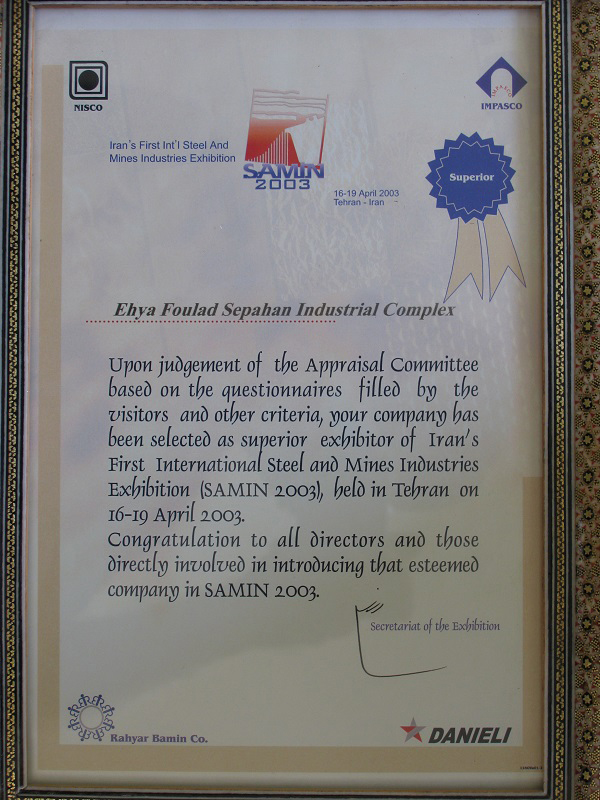 NISCO
IMPASCO
Iran's First Int'l Steel And
Mines Industries Exhibition
SAMIN
2003
16-19 April 2003
Tehran - Iran
Superior
Ehya Foulad Sepahan Industrial Complex
Upon judgement of the Appraisal Committee
based on the questionnaires filled by the
visitors and other criteria, your company has
been selected as superior exhibitor of Iran's
First International Steel and Mines Industries
Exhibition (SAMIN 2003), held in Tehran on
16-19 April 2003.
Congratulation to all directors and those
directly involved in introducing that esteemed
company in SAMIN 2003.
Secretariat of the Exhibition
Rahyar Bamin Co.
DANIELI